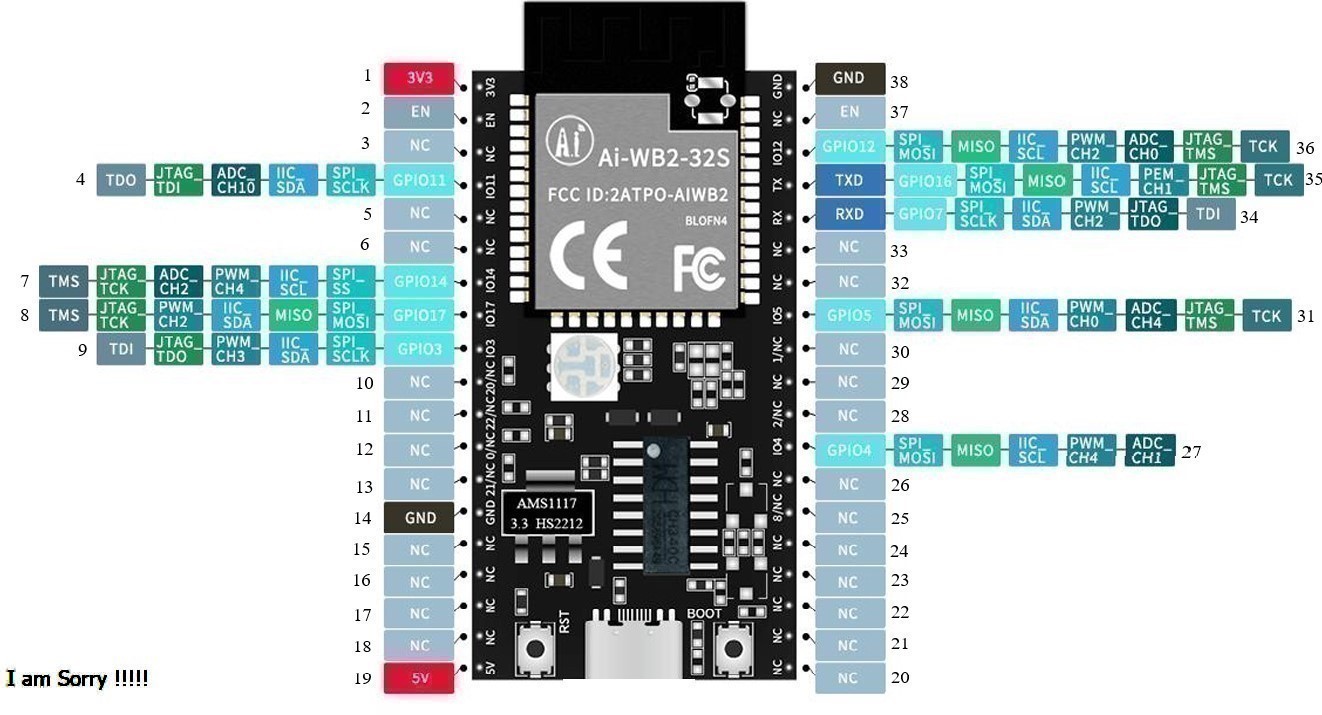 1 3V3 3V3 GND GND 38
2 EN EN NC EN 37
3 NC NC IO12 GPIO12 SPI_MOSI MISO IIC_SCL PWM_CH2 ADC_CH0 JTAG_TMS TCK 36
4 TDO JTAG_TDI ADC_CH10 IIC_SDA SPI_SCLK GPIO11 IO11 TX TXD GPIO16 SPI_MOSI MISO IIC_SCL PEM_CH1 JTAG_TMS TCK 35
5 NC NC RX RXD GPIO7 SPI_SCLK IIC_SDA PWM_CH2 JTAG_TDO TDI 34
6 NC NC NC NC 33
7 TMS JTAG_TCK ADC_CH2 PWM_CH4 IIC_SCL SPI_SS GPIO14 IO14 NC NC 32
8 TMS JTAG_TCK PWM_CH2 IIC_SDA MISO SPI_MOSI GPIO17 IO17 IO5 GPIO5 SPI_MOSI MISO IIC_SDA PWM_CH0 ADC_CH4 JTAG_TMS TCK 31
9 TDI JTAG_TDO PWM_CH3 IIC_SDA SPI_SCLK GPIO3 IO3 1/NC NC 30
10 NC 20/NC NC NC 29
11 NC 22/NC 2/NC NC 28
12 NC 0/NC IO4 GPIO4 SPI_MOSI MISO IIC_SCL PWM_CH4 ADC_CH1 27
13 NC 21/NC NC NC 26
14 GND GND 8/NC NC 25
15 NC NC NC NC 24
16 NC NC NC NC 23
17 NC NC NC NC 22
18 NC NC NC NC 21
19 5V 5V NC NC 20
Ai
Ai-WB2-32S
FCC ID:2ATPO-AIWB2
BLOFN4
CE FC
AMS1117
3.3 HS2212
RST
BOOT
I am Sorry !!!!!